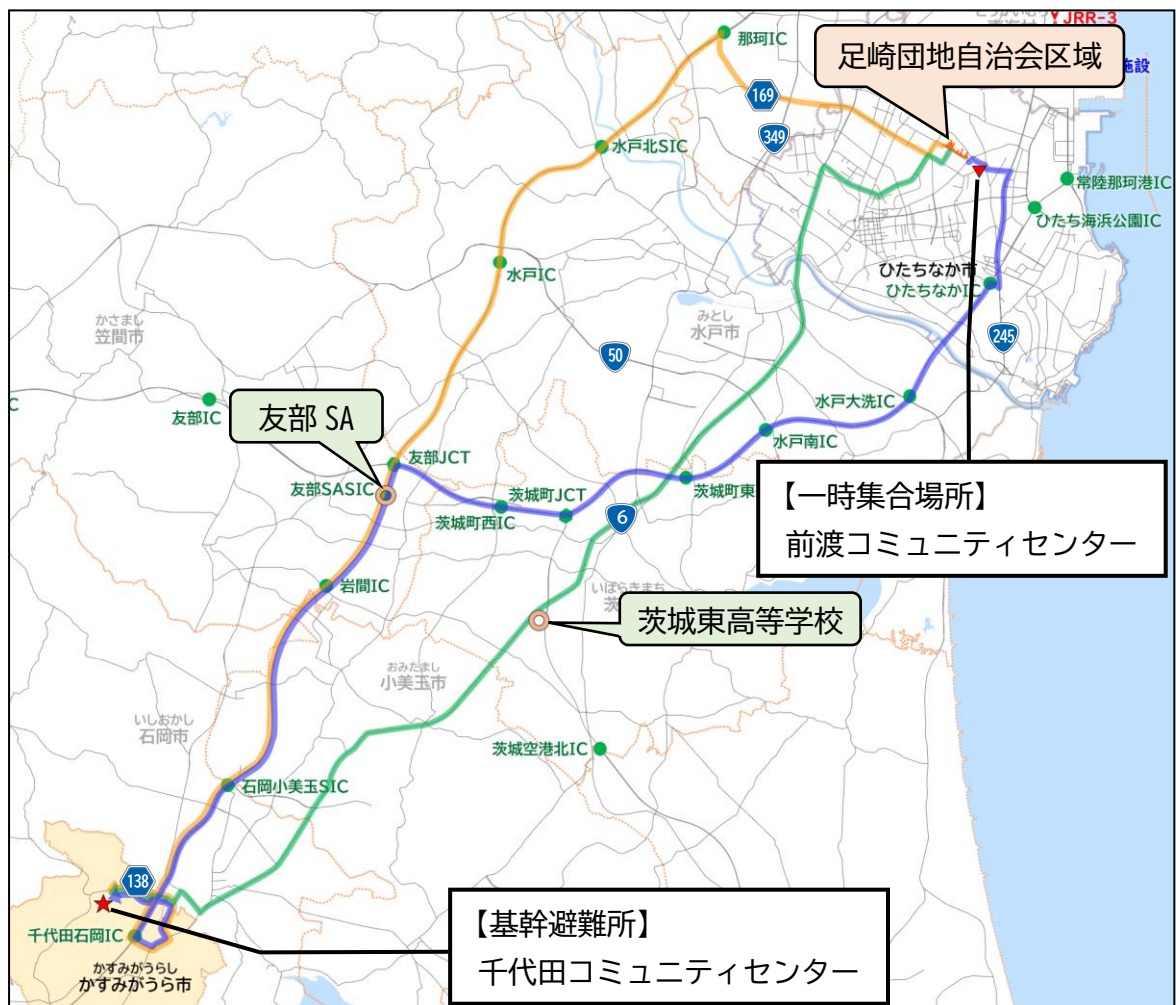 JRR-3
那珂IC
足崎団地自治会区域
施設
169
349
水戸北SIC
常陸那珂港IC
ひたち海浜公園IC
水戸IC
ひたちなか市
ひたちなかIC
かさまし
笠間市
みとし
水戸市
245
50
友部IC
水戸大洗IC
友部 SA
水戸南IC
友部JCT
友部SASIC
茨城町JCT
茨城町東
茨城町西IC
6
【一時集合場所】
前渡コミュニティセンター
岩間IC
いばらきまち
茨
茨城東高等学校
おみたまし
小美玉市
いしおかし
石岡市
茨城空港北IC
石岡小美玉SIC
138
【基幹避難所】
千代田コミュニティセンター
千代田石岡IC
かすみがうらし
かすみがうら市